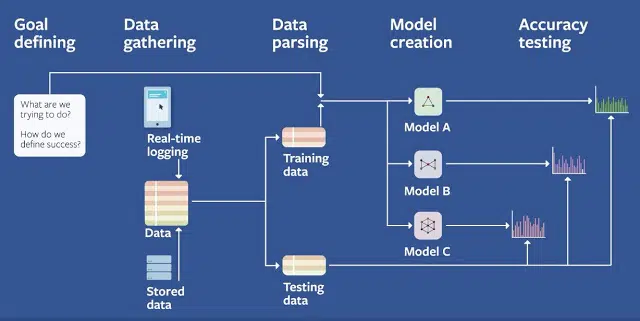 Goal
defining
Data
gathering
Data
parsing
Model
creation
Accuracy
testing
What are we
trying to do?
How do we
define success?
Real-time
logging
Data
Stored
data
Training
data
Testing
data
Model A
Model B
Model C